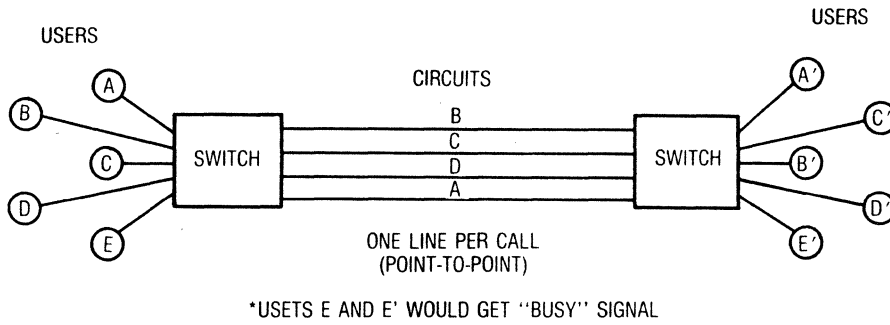 USERS
USERS
A
B
C
D
E
SWITCH
CIRCUITS
B
C
D
A
SWITCH
A′
C′
B′
D′
E′
ONE LINE PER CALL
(POINT-TO-POINT)
*USETS E AND E′ WOULD GET "BUSY" SIGNAL